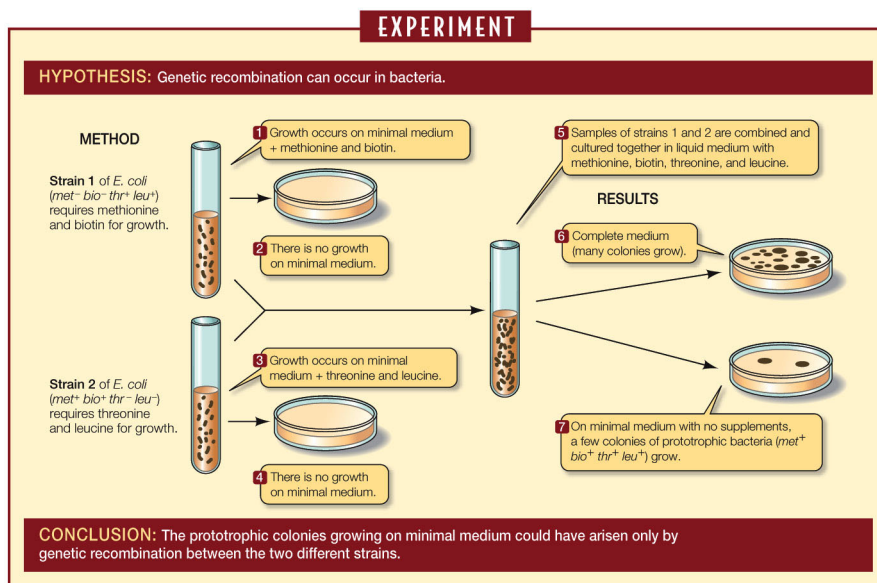 EXPERIMENT
HYPOTHESIS: Genetic recombination can occur in bacteria.
METHOD
1 Growth occurs on minimal medium
+ methionine and biotin.
Strain 1 of E. coli
(met⁻ bio⁻ thr⁺ leu⁺)
requires methionine
and biotin for growth.
2 There is no growth
on minimal medium.
3 Growth occurs on minimal
medium + threonine and leucine.
Strain 2 of E. coli
(met⁺ bio⁺ thr⁻ leu⁻)
requires threonine
and leucine for growth.
4 There is no growth
on minimal medium.
5 Samples of strains 1 and 2 are combined and
cultured together in liquid medium with
methionine, biotin, threonine, and leucine.
RESULTS
6 Complete medium
(many colonies grow).
7 On minimal medium with no supplements,
a few colonies of prototrophic bacteria (met⁺
bio⁺ thr⁺ leu⁺) grow.
CONCLUSION: The prototrophic colonies growing on minimal medium could have arisen only by
genetic recombination between the two different strains.